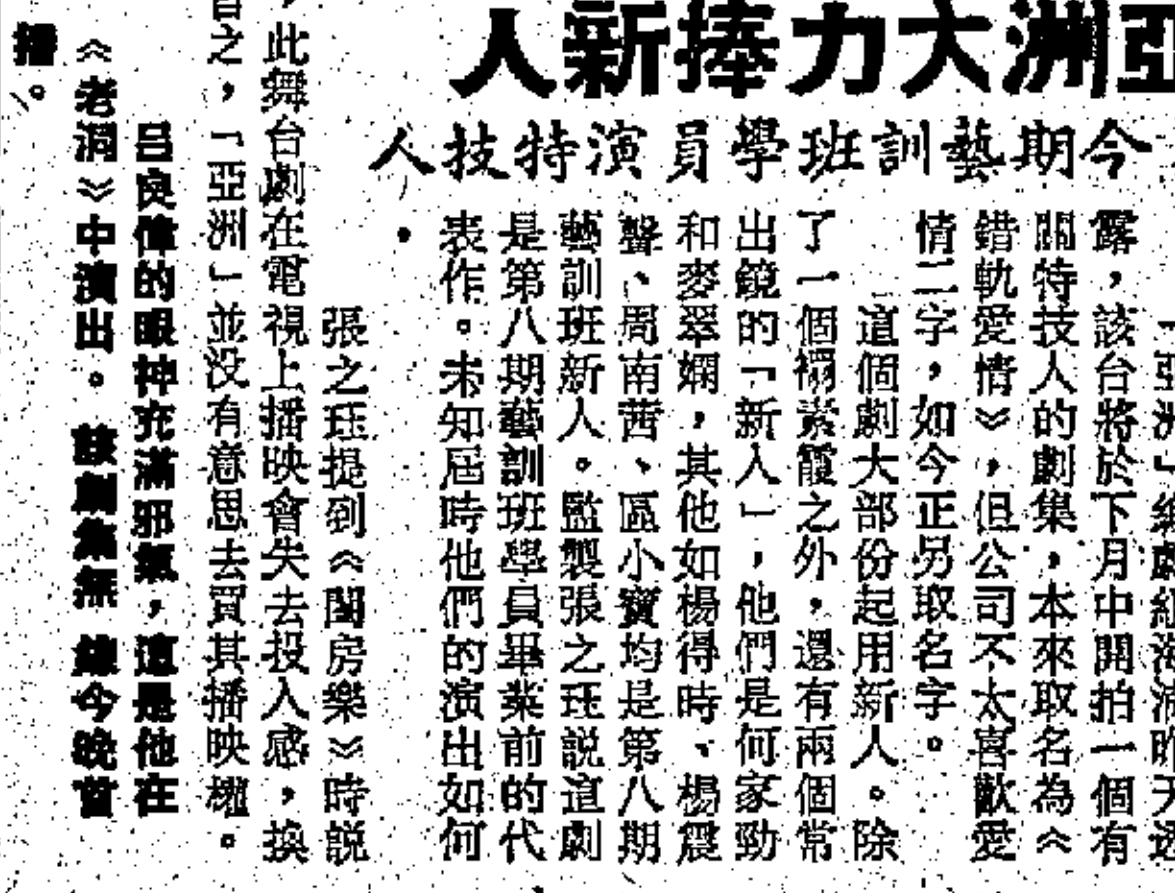 亞洲大力捧新人
今期藝訓班學員演特技人
「亞洲」
露，該台將於下月中開拍一個有
關特技人的劇集，本來取名為《
錯軌愛情》，但公司不太喜歡愛
情二字，如今正另取名字。
這個劇大部份起用新人。除
了一個禤素霞之外，還有兩個常
出鏡的「新人」，他們是何家勁
和麥翠嫻，其他如楊得時、楊震
聲、周南茜、區小寶均是第八期
藝訓班新人。監製張之珏説這劇
是第八期藝訓班學員畢業前的代
表作。未知屆時他們的演出如何
。
張之珏提到《閨房樂》時説
，此舞台劇在電視上播映會失去投入感，換
言之，「亞洲」並没有意思去買其播映權。
呂良偉的眼神充滿邪氣，這是他在
《老洞》中演出。該劇集無線今晚首
播。